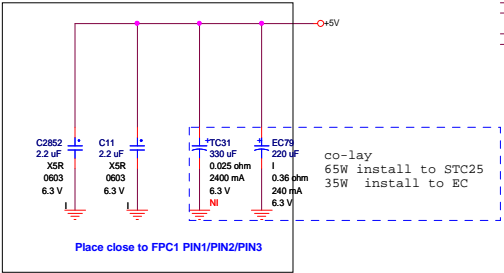 +5V
C2852
2.2 uF
X5R
0603
6.3 V
I
C11
2.2 uF
X5R
0603
6.3 V
I
+
TC31
330 uF
0.025 ohm
2400 mA
6.3 V
NI
+
EC79
220 uF
I
0.36 ohm
240 mA
6.3 V
co-lay
65W install to STC25
35W install to EC
Place close to FPC1 PIN1/PIN2/PIN3